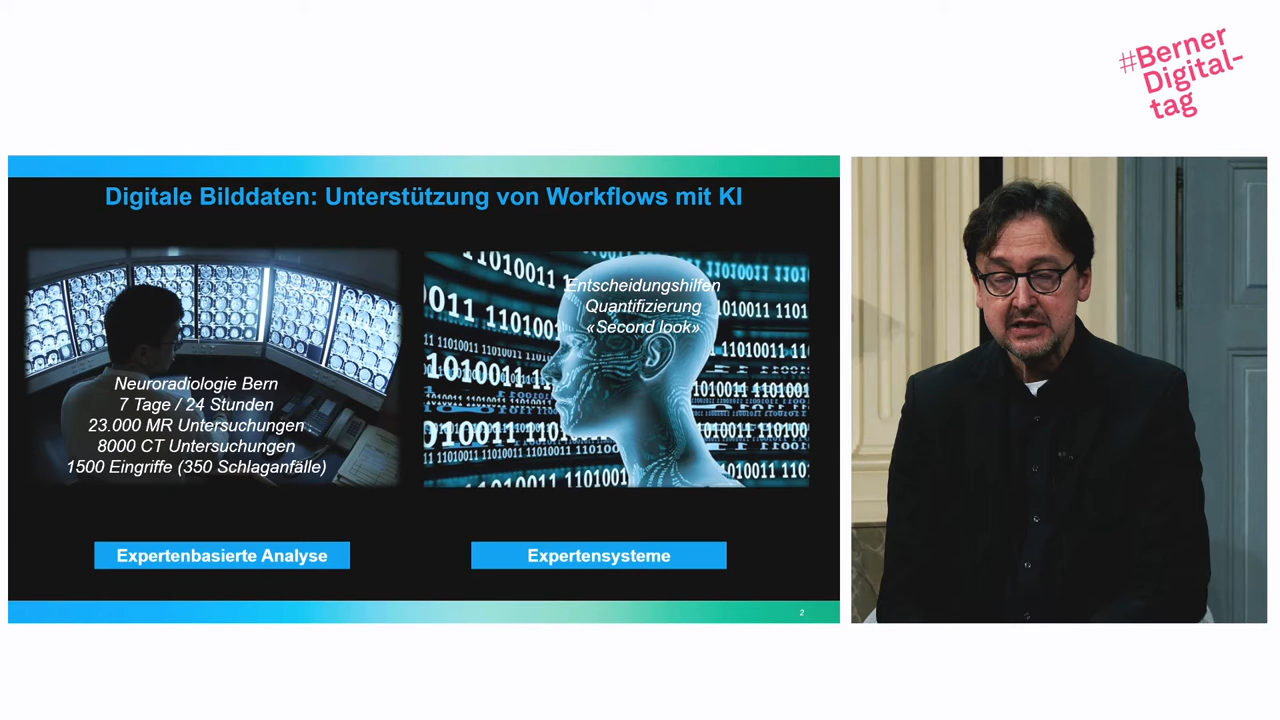 #Berner
Digital-
tag
Digitale Bilddaten: Unterstützung von Workflows mit KI
Neuroradiologie Bern
7 Tage / 24 Stunden
23.000 MR Untersuchungen
8000 CT Untersuchungen
1500 Eingriffe (350 Schlaganfälle)
Entscheidungshilfen
Quantifizierung
«Second look»
Expertenbasierte Analyse
Expertensysteme
2